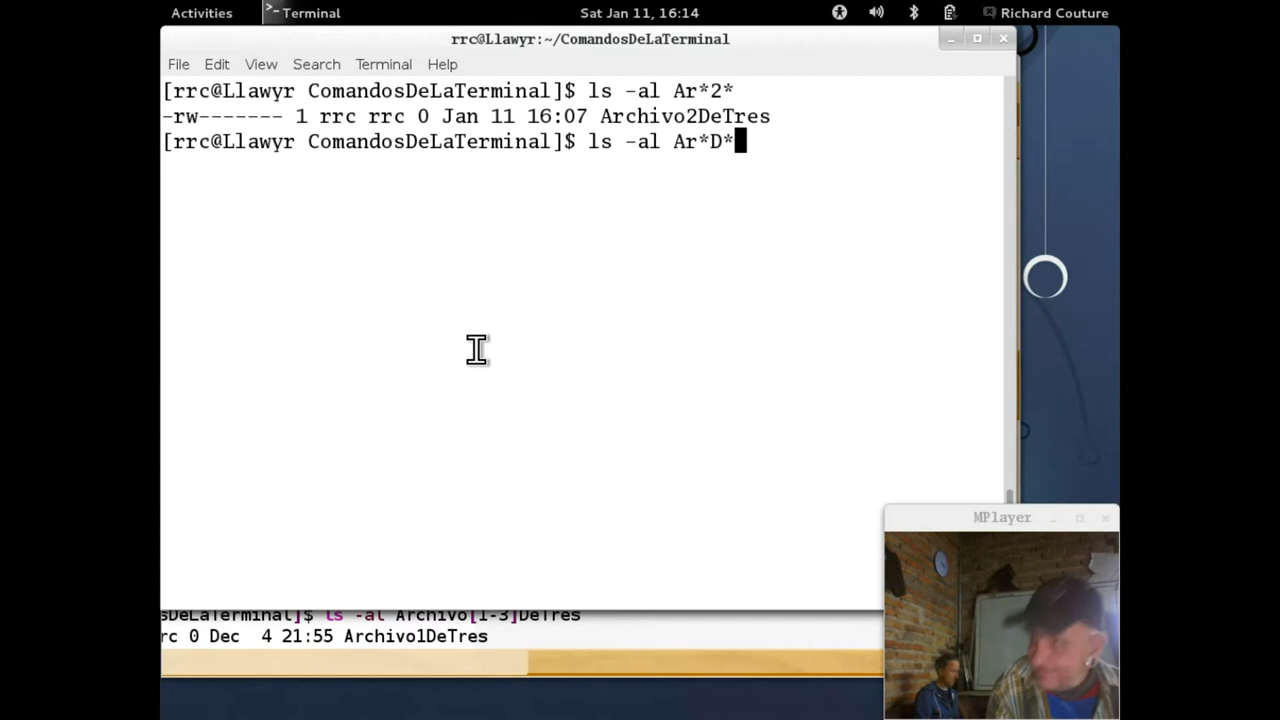 Activities
Terminal
Sat Jan 11, 16:14
Richard Couture
rrc@Llawyr:~/ComandosDeLaTerminal
File Edit View Search Terminal Help
[rrc@Llawyr ComandosDeLaTerminal]$ ls -al Ar*2*
-rw------- 1 rrc rrc 0 Jan 11 16:07 Archivo2DeTres
[rrc@Llawyr ComandosDeLaTerminal]$ ls -al Ar*D*
MPlayer
sDeLaTerminal]$ ls -al Archivo[1-3]DeTres
rc 0 Dec  4 21:55 Archivo1DeTres